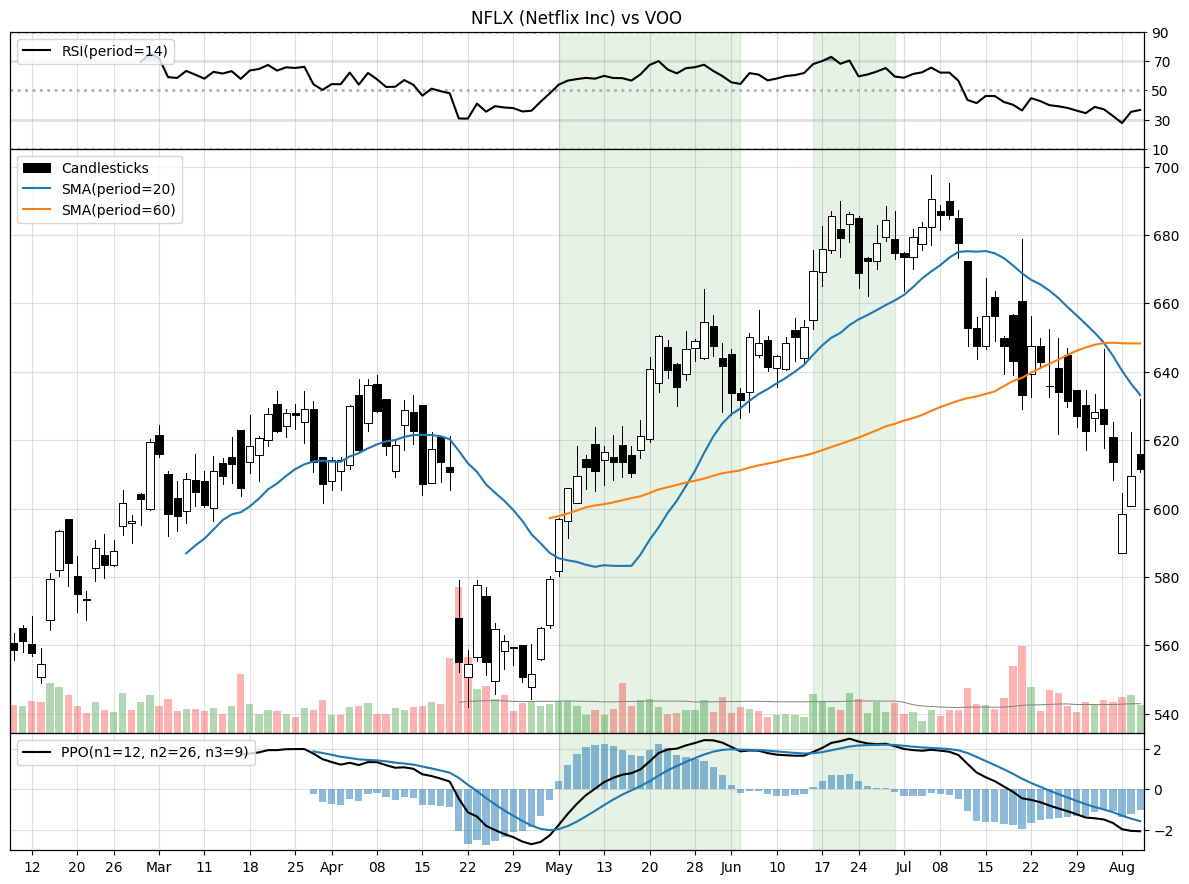 NFLX (Netflix Inc) vs VOO
RSI(period=14)
90
70
50
30
10
Candlesticks
SMA(period=20)
SMA(period=60)
700
680
660
640
620
600
580
560
540
PPO(n1=12, n2=26, n3=9)
2
0
−2
12 20 26 Mar 11 18 25 Apr 08 15 22 29 May 13 20 28 Jun 10 17 24 Jul 08 15 22 29 Aug